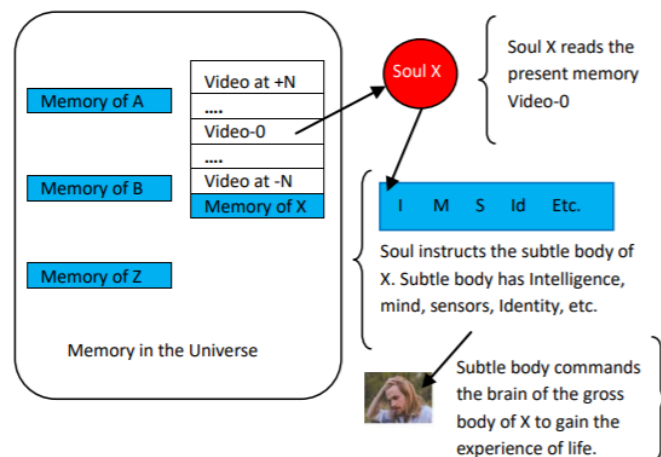 Video at +N
....
Video-0
....
Video at -N
Memory of X
Memory of A
Memory of B
Memory of Z
Memory in the Universe
Soul X
Soul X reads the
present memory
Video-0
I M S Id Etc.
Soul instructs the subtle body of
X. Subtle body has Intelligence,
mind, sensors, Identity, etc.
Subtle body commands
the brain of the gross
body of X to gain the
experience of life.